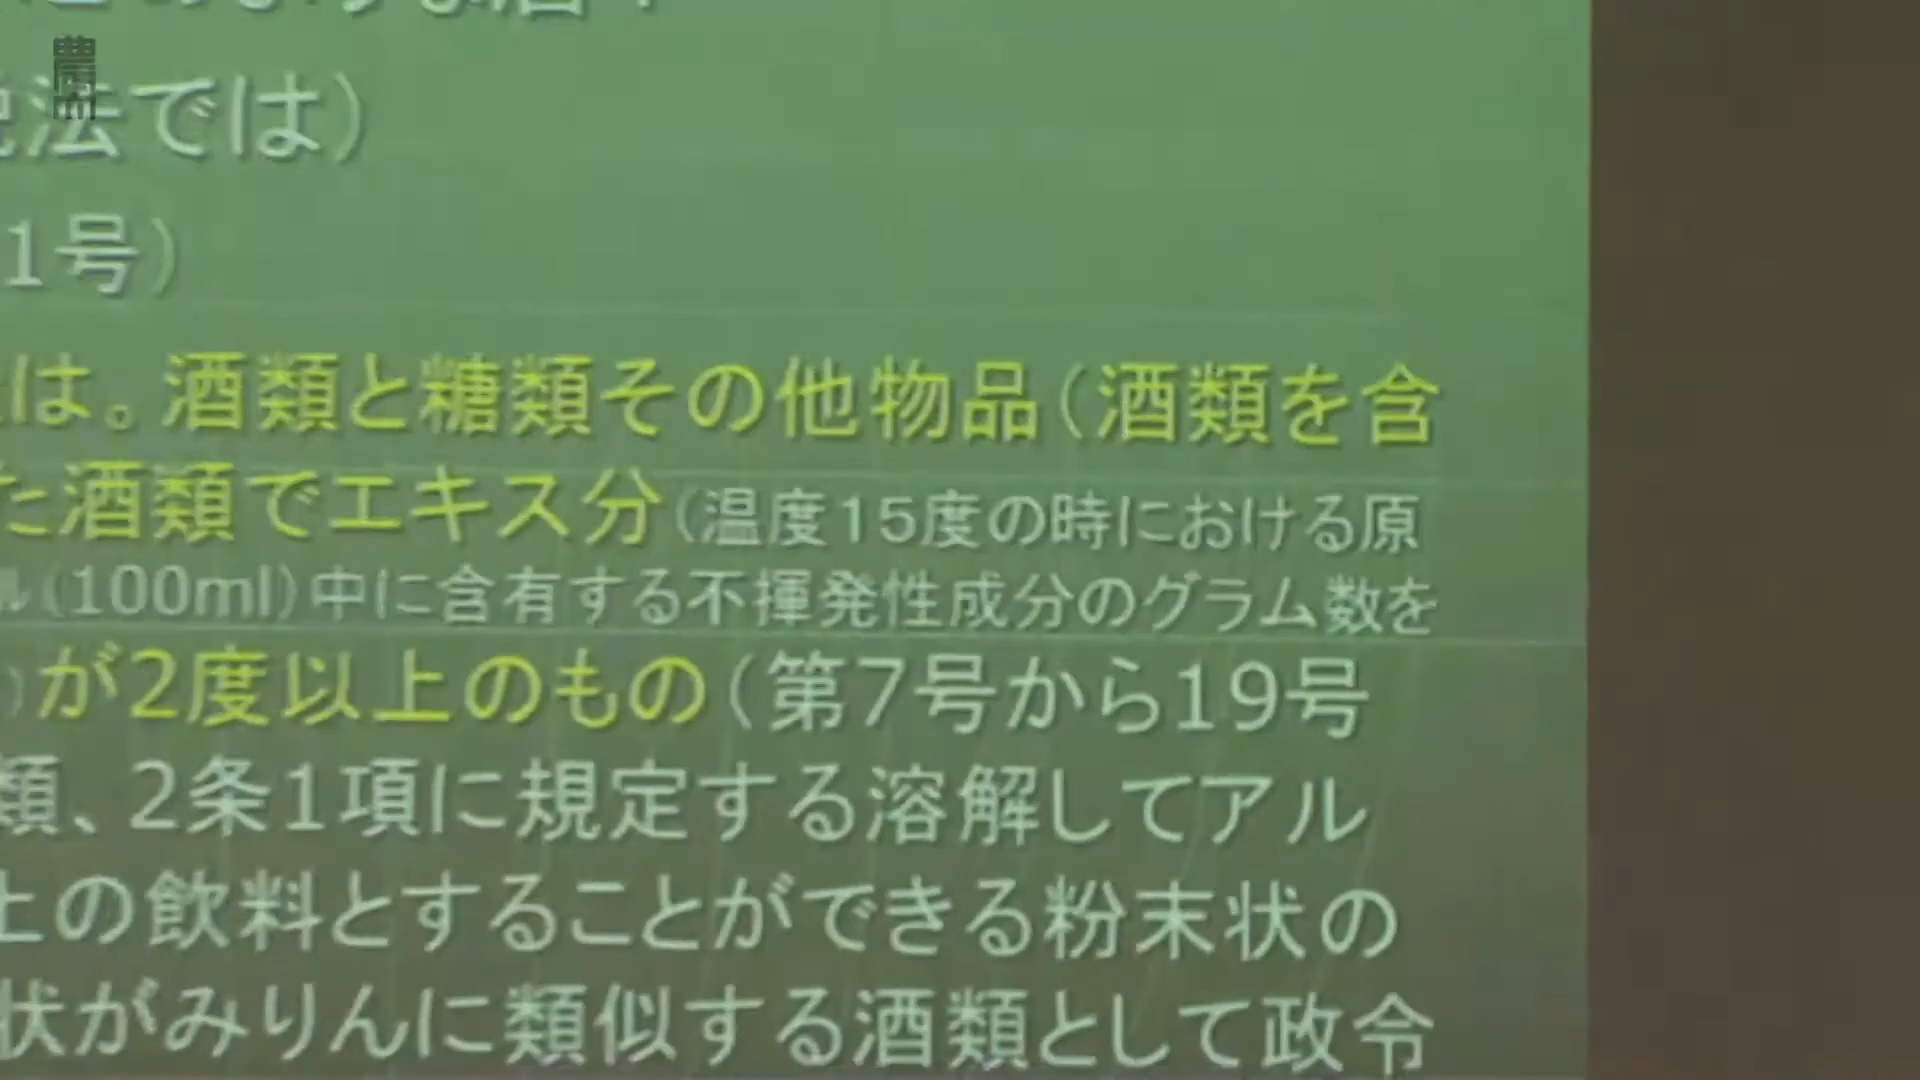 法では）
1号）
は。酒類と糖類その他物品（酒類を含
た酒類でエキス分（温度15度の時における原
ル（100ml）中に含有する不揮発性成分のグラム数を
）が2度以上のもの（第7号から19号
類、2条1項に規定する溶解してアル
上の飲料とすることができる粉末状の
状がみりんに類似する酒類として政令